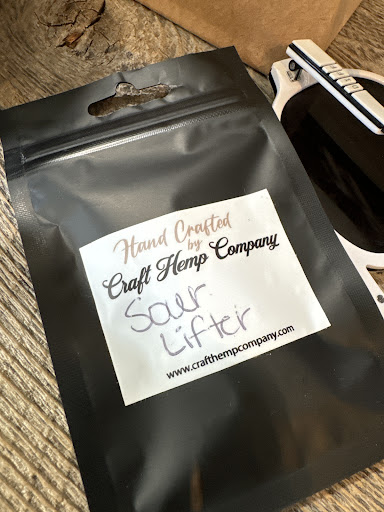 Hand Crafted
by
Craft Hemp Company
Sour
Lifter
www.crafthempcompany.com